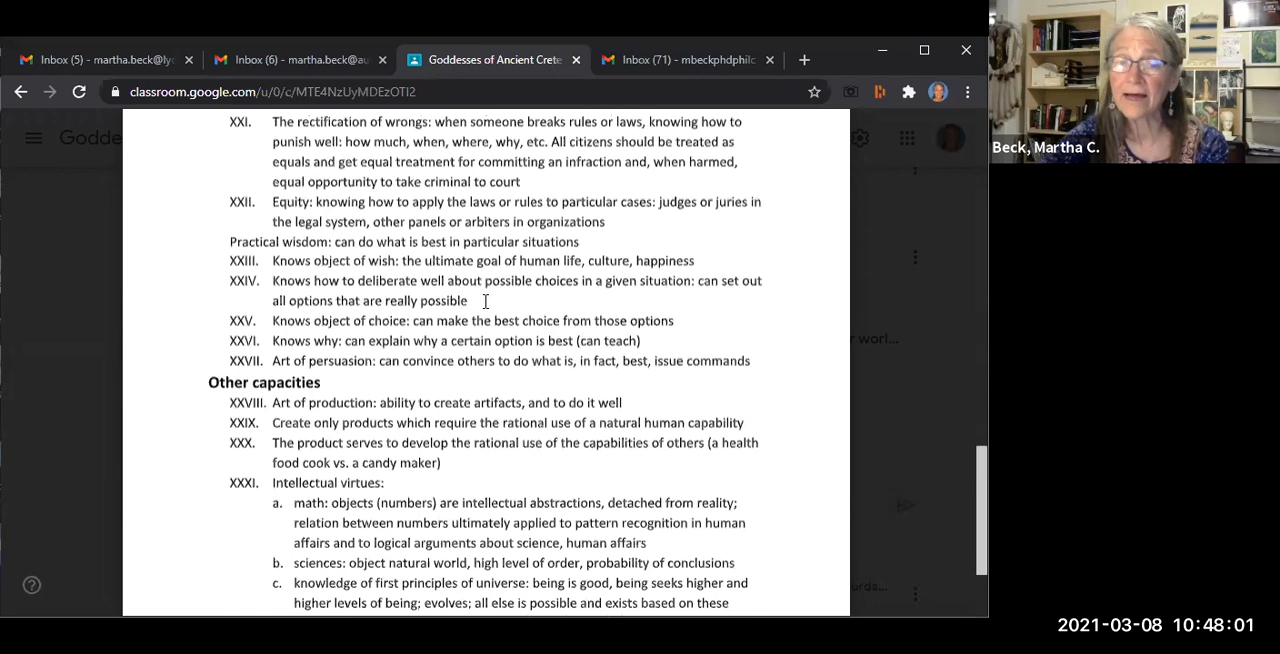 Inbox (5) - martha.beck@ly
Inbox (6) - martha.beck@au
Goddesses of Ancient Crete
Inbox (71) - mbeckphdphilc
classroom.google.com/u/0/c/MTE4NzUyMDEzOTI2
Godde
XXI. The rectification of wrongs: when someone breaks rules or laws, knowing how to
punish well: how much, when, where, why, etc. All citizens should be treated as
equals and get equal treatment for committing an infraction and, when harmed,
equal opportunity to take criminal to court
XXII. Equity: knowing how to apply the laws or rules to particular cases: judges or juries in
the legal system, other panels or arbiters in organizations
Practical wisdom: can do what is best in particular situations
XXIII. Knows object of wish: the ultimate goal of human life, culture, happiness
XXIV. Knows how to deliberate well about possible choices in a given situation: can set out
all options that are really possible
XXV. Knows object of choice: can make the best choice from those options
XXVI. Knows why: can explain why a certain option is best (can teach)
XXVII. Art of persuasion: can convince others to do what is, in fact, best, issue commands
Other capacities
XXVIII. Art of production: ability to create artifacts, and to do it well
XXIX. Create only products which require the rational use of a natural human capability
XXX. The product serves to develop the rational use of the capabilities of others (a health
food cook vs. a candy maker)
XXXI. Intellectual virtues:
a. math: objects (numbers) are intellectual abstractions, detached from reality;
relation between numbers ultimately applied to pattern recognition in human
affairs and to logical arguments about science, human affairs
b. sciences: object natural world, high level of order, probability of conclusions
c. knowledge of first principles of universe: being is good, being seeks higher and
higher levels of being; evolves; all else is possible and exists based on these
r worl...
ords...
Beck, Martha C.
2021-03-08 10:48:01